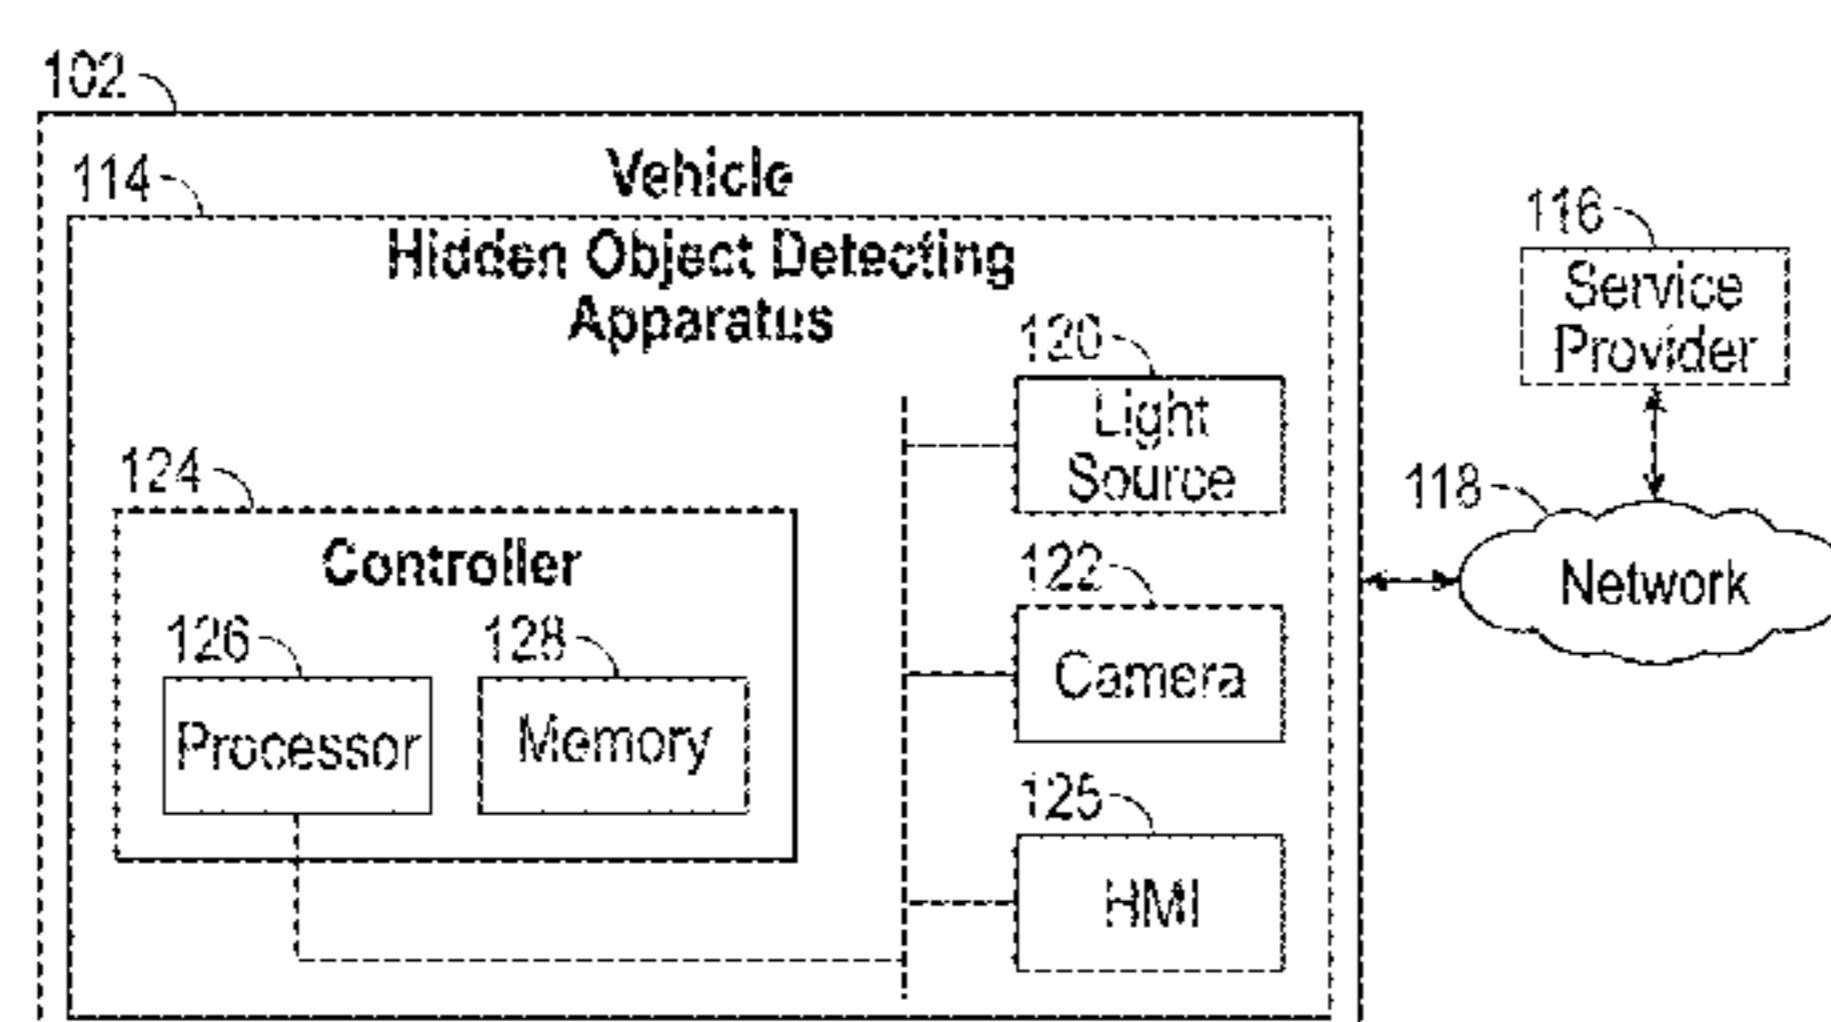 102
Vehicle
114
Hidden Object Detecting
Apparatus
116
Service
Provider
120
Light
Source
124
Controller
118
Network
122
Camera
126
Processor
128
Memory
125
HMI